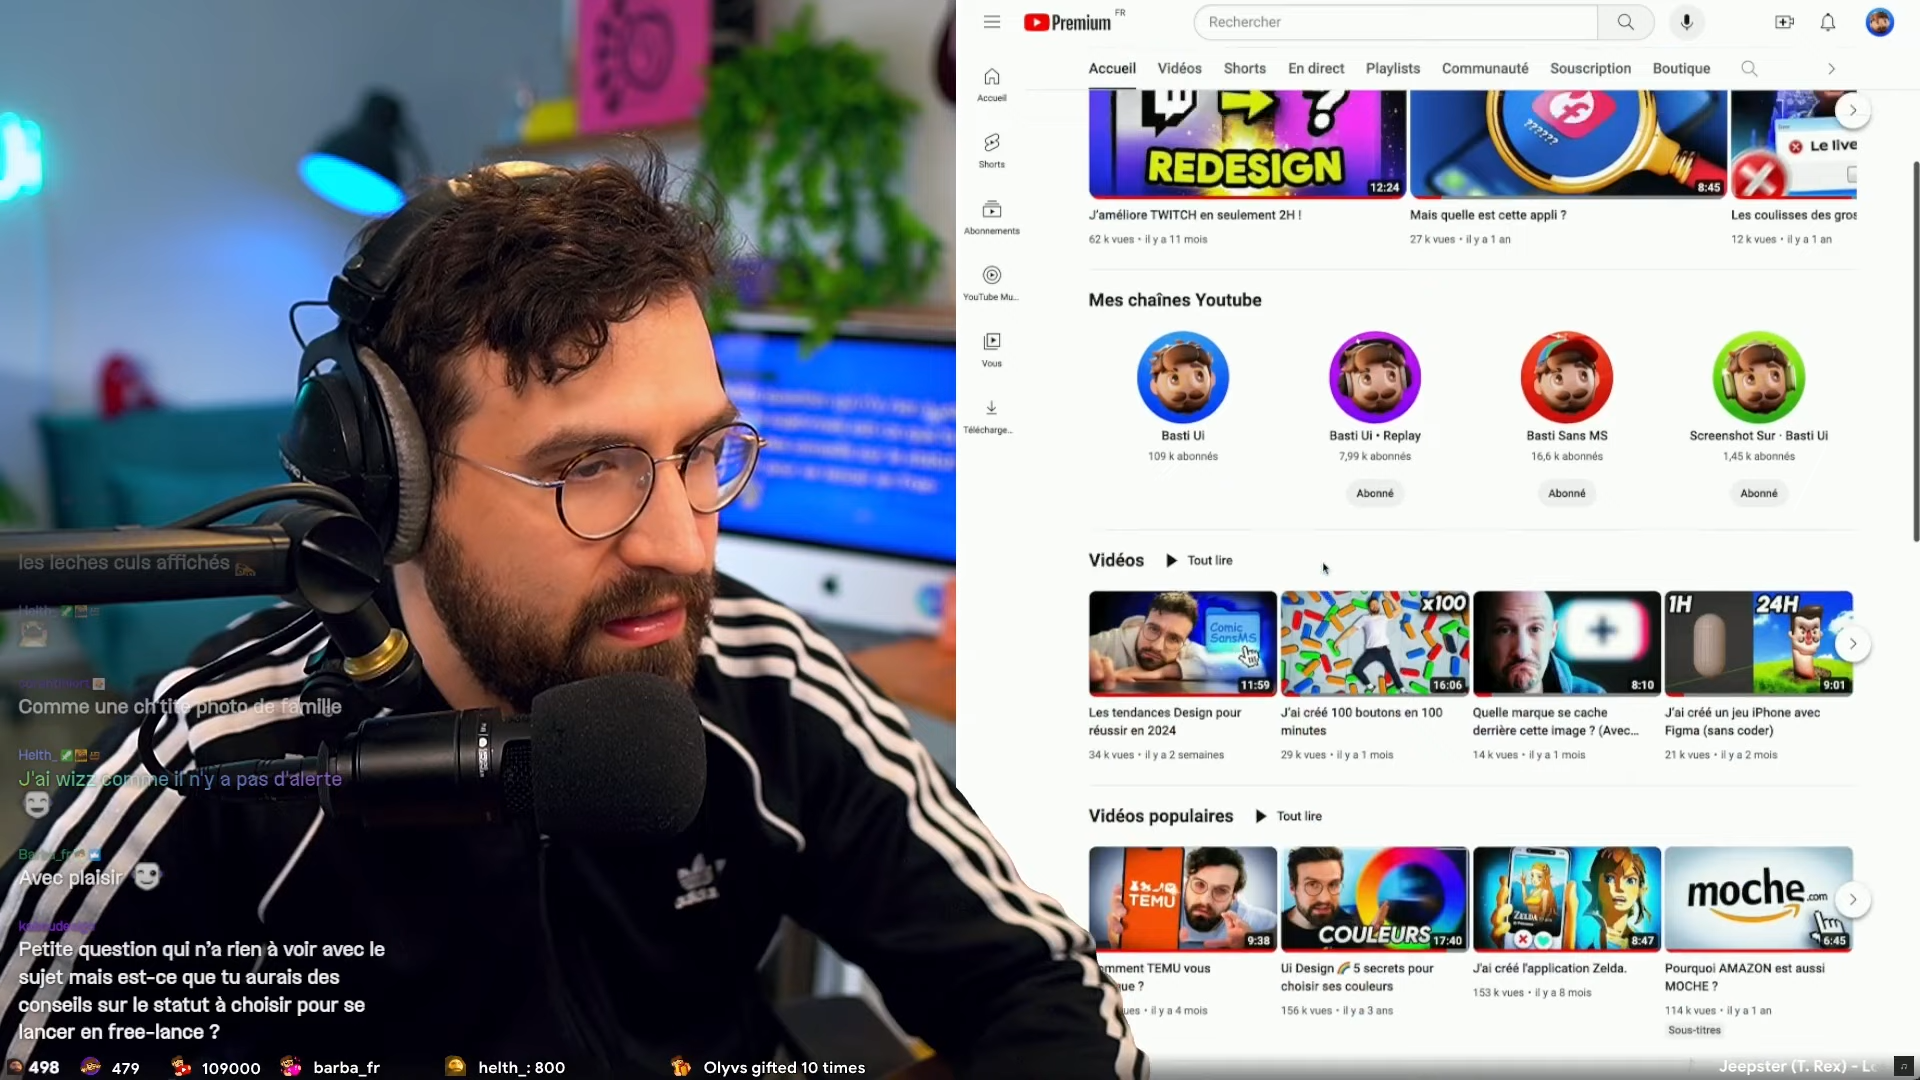 Premium FR
Rechercher
Accueil Vidéos Shorts En direct Playlists Communauté Souscription Boutique
Accueil
Shorts
Abonnements
YouTube Mu...
Vous
Télécharge...
REDESIGN
12:24
??????
8:45
Le live
J'améliore TWITCH en seulement 2H !
62 k vues • il y a 11 mois
Mais quelle est cette appli ?
27 k vues • il y a 1 an
Les coulisses des gros
12 k vues • il y a 1 an
Mes chaînes Youtube
Basti Ui
109 k abonnés
Basti Ui • Replay
7,99 k abonnés
Abonné
Basti Sans MS
16,6 k abonnés
Abonné
Screenshot Sur · Basti Ui
1,45 k abonnés
Abonné
Vidéos Tout lire
Comic
SansMS
11:59
x100
16:06
8:10
1H 24H
9:01
Les tendances Design pour
réussir en 2024
34 k vues • il y a 2 semaines
J'ai créé 100 boutons en 100
minutes
29 k vues • il y a 1 mois
Quelle marque se cache
derrière cette image ? (Avec...
14 k vues • il y a 1 mois
J'ai créé un jeu iPhone avec
Figma (sans coder)
21 k vues • il y a 2 mois
Vidéos populaires Tout lire
TEMU
9:38
COULEURS
17:40
ZELDA
8:47
moche.com
6:45
mment TEMU vous
que ?
ues • il y a 4 mois
Ui Design 🌈 5 secrets pour
choisir ses couleurs
156 k vues • il y a 3 ans
J'ai créé l'application Zelda.
153 k vues • il y a 8 mois
Pourquoi AMAZON est aussi
MOCHE ?
114 k vues • il y a 1 an
Sous-titres
les leches culs affichés
Helth_
Comme une ch'tite photo de famille
Helth_
J'ai wizz comme il n'y a pas d'alerte
Barba_fr
Avec plaisir
Petite question qui n'a rien à voir avec le
sujet mais est-ce que tu aurais des
conseils sur le statut à choisir pour se
lancer en free-lance ?
498 479 109000 barba_fr helth_: 800 Olyvs gifted 10 times Jeepster (T. Rex) - L